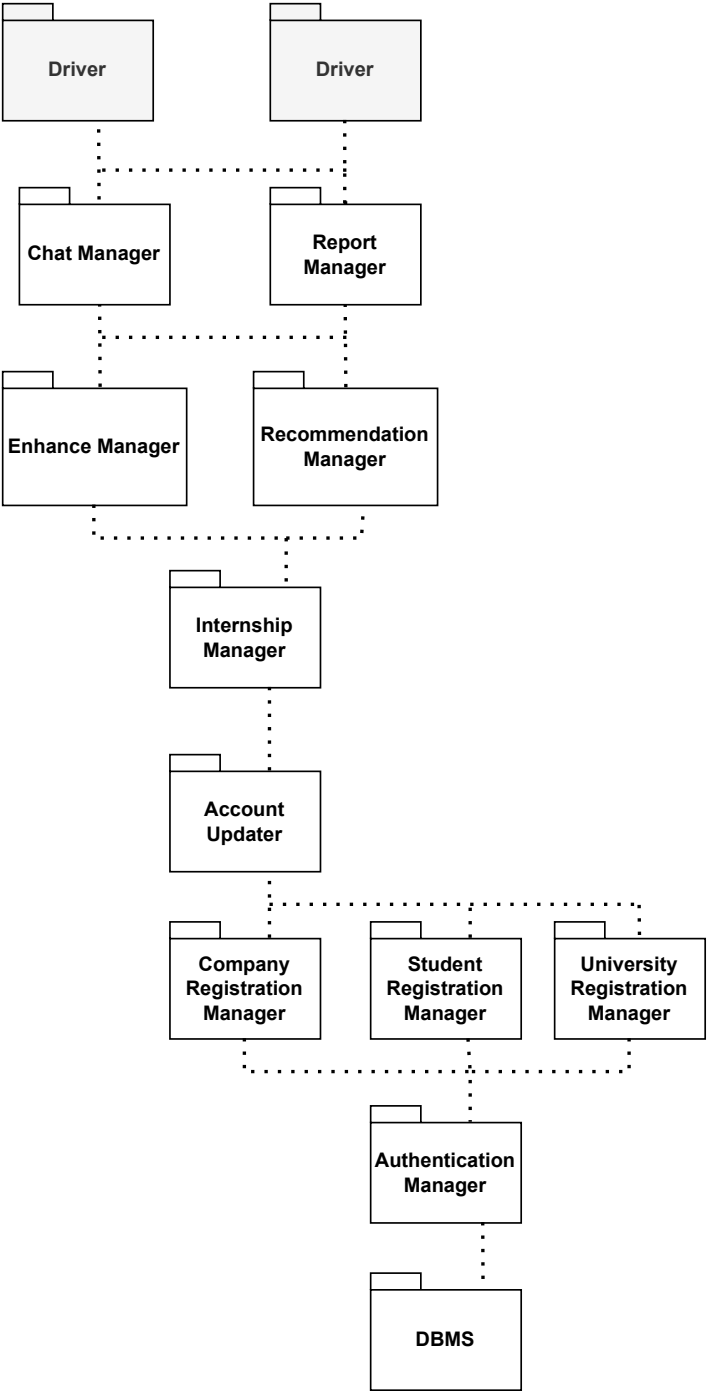 Driver
Driver
Chat Manager
Report
Manager
Enhance Manager
Recommendation
Manager
Internship
Manager
Account
Updater
Company
Registration
Manager
Student
Registration
Manager
University
Registration
Manager
Authentication
Manager
DBMS